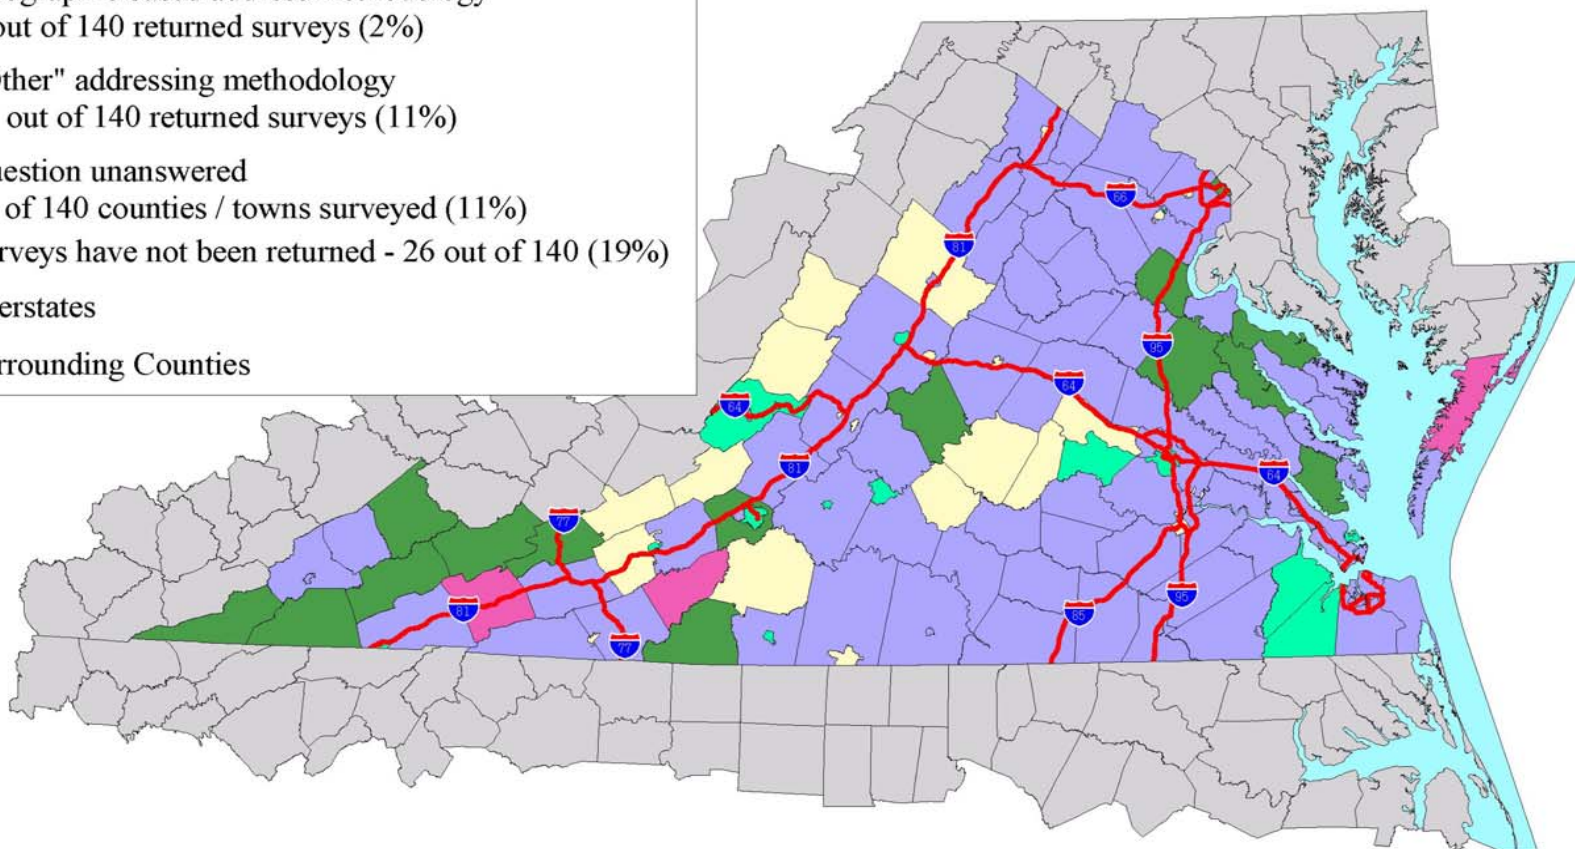 out of 140 returned surveys (2%)
ther" addressing methodology
out of 140 returned surveys (11%)
estion unanswered
of 140 counties / towns surveyed (11%)
rveys have not been returned - 26 out of 140 (19%)
erstates
rrounding Counties
66
81
95
64
64
81
64
77
81
95
85
77